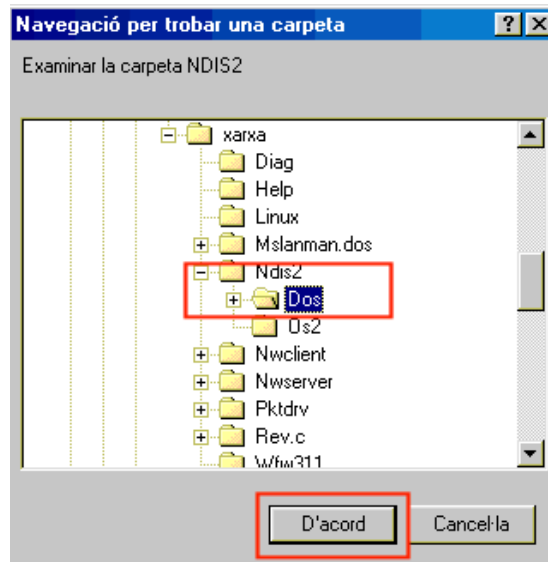 Navegació per trobar una carpeta
Examinar la carpeta NDIS2
xarxa
Diag
Help
Linux
Mslanman.dos
Ndis2
Dos
Os2
Nwclient
Nwserver
Pktdrv
Rev.c
Wfw311
D'acord Cancel·la